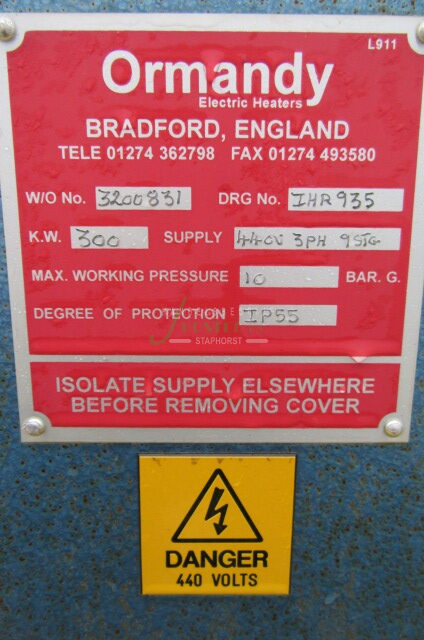 L911
Ormandy
Electric Heaters
BRADFORD, ENGLAND
TELE 01274 362798 FAX 01274 493580
W/O No. 3200831 DRG No. IHR935
K.W. 300 SUPPLY 440V 3PH 9STG
MAX. WORKING PRESSURE 10 BAR. G.
DEGREE OF PROTECTION IP55
STAPHORST
ISOLATE SUPPLY ELSEWHERE
BEFORE REMOVING COVER
DANGER
440 VOLTS